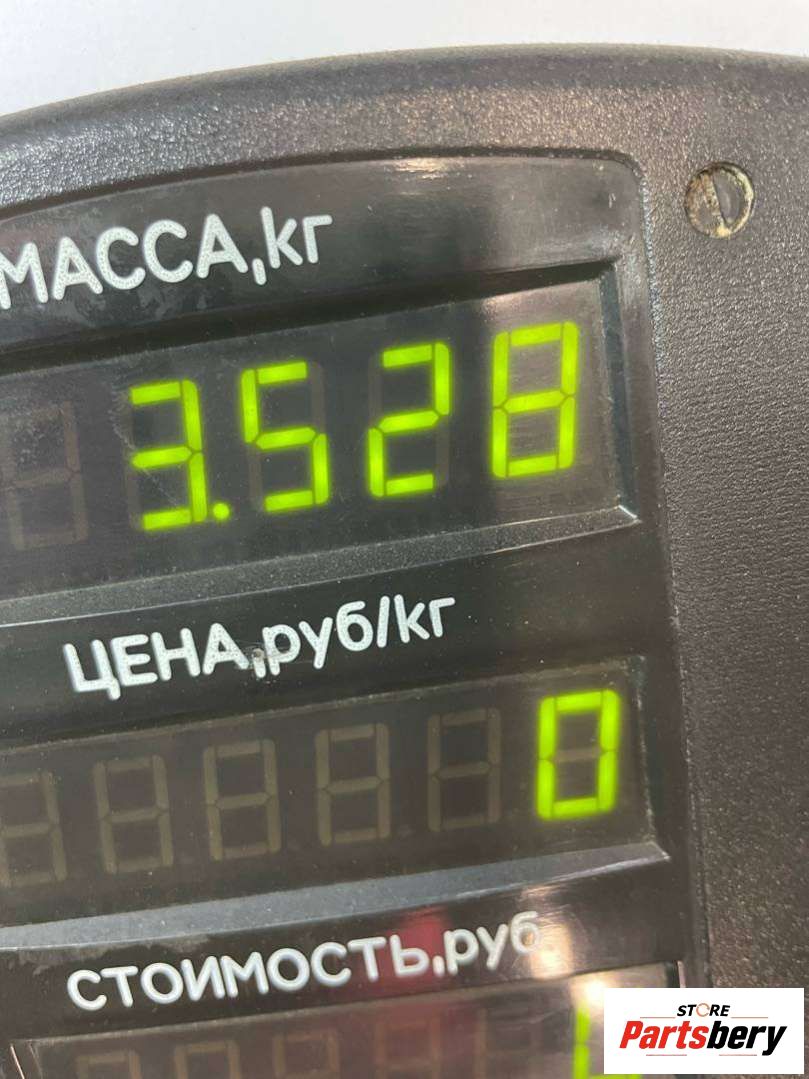 МАССА,кг
3.528
ЦЕНА,руб/кг
0
СТОИМОСТЬ,руб
STORE
Partsbery